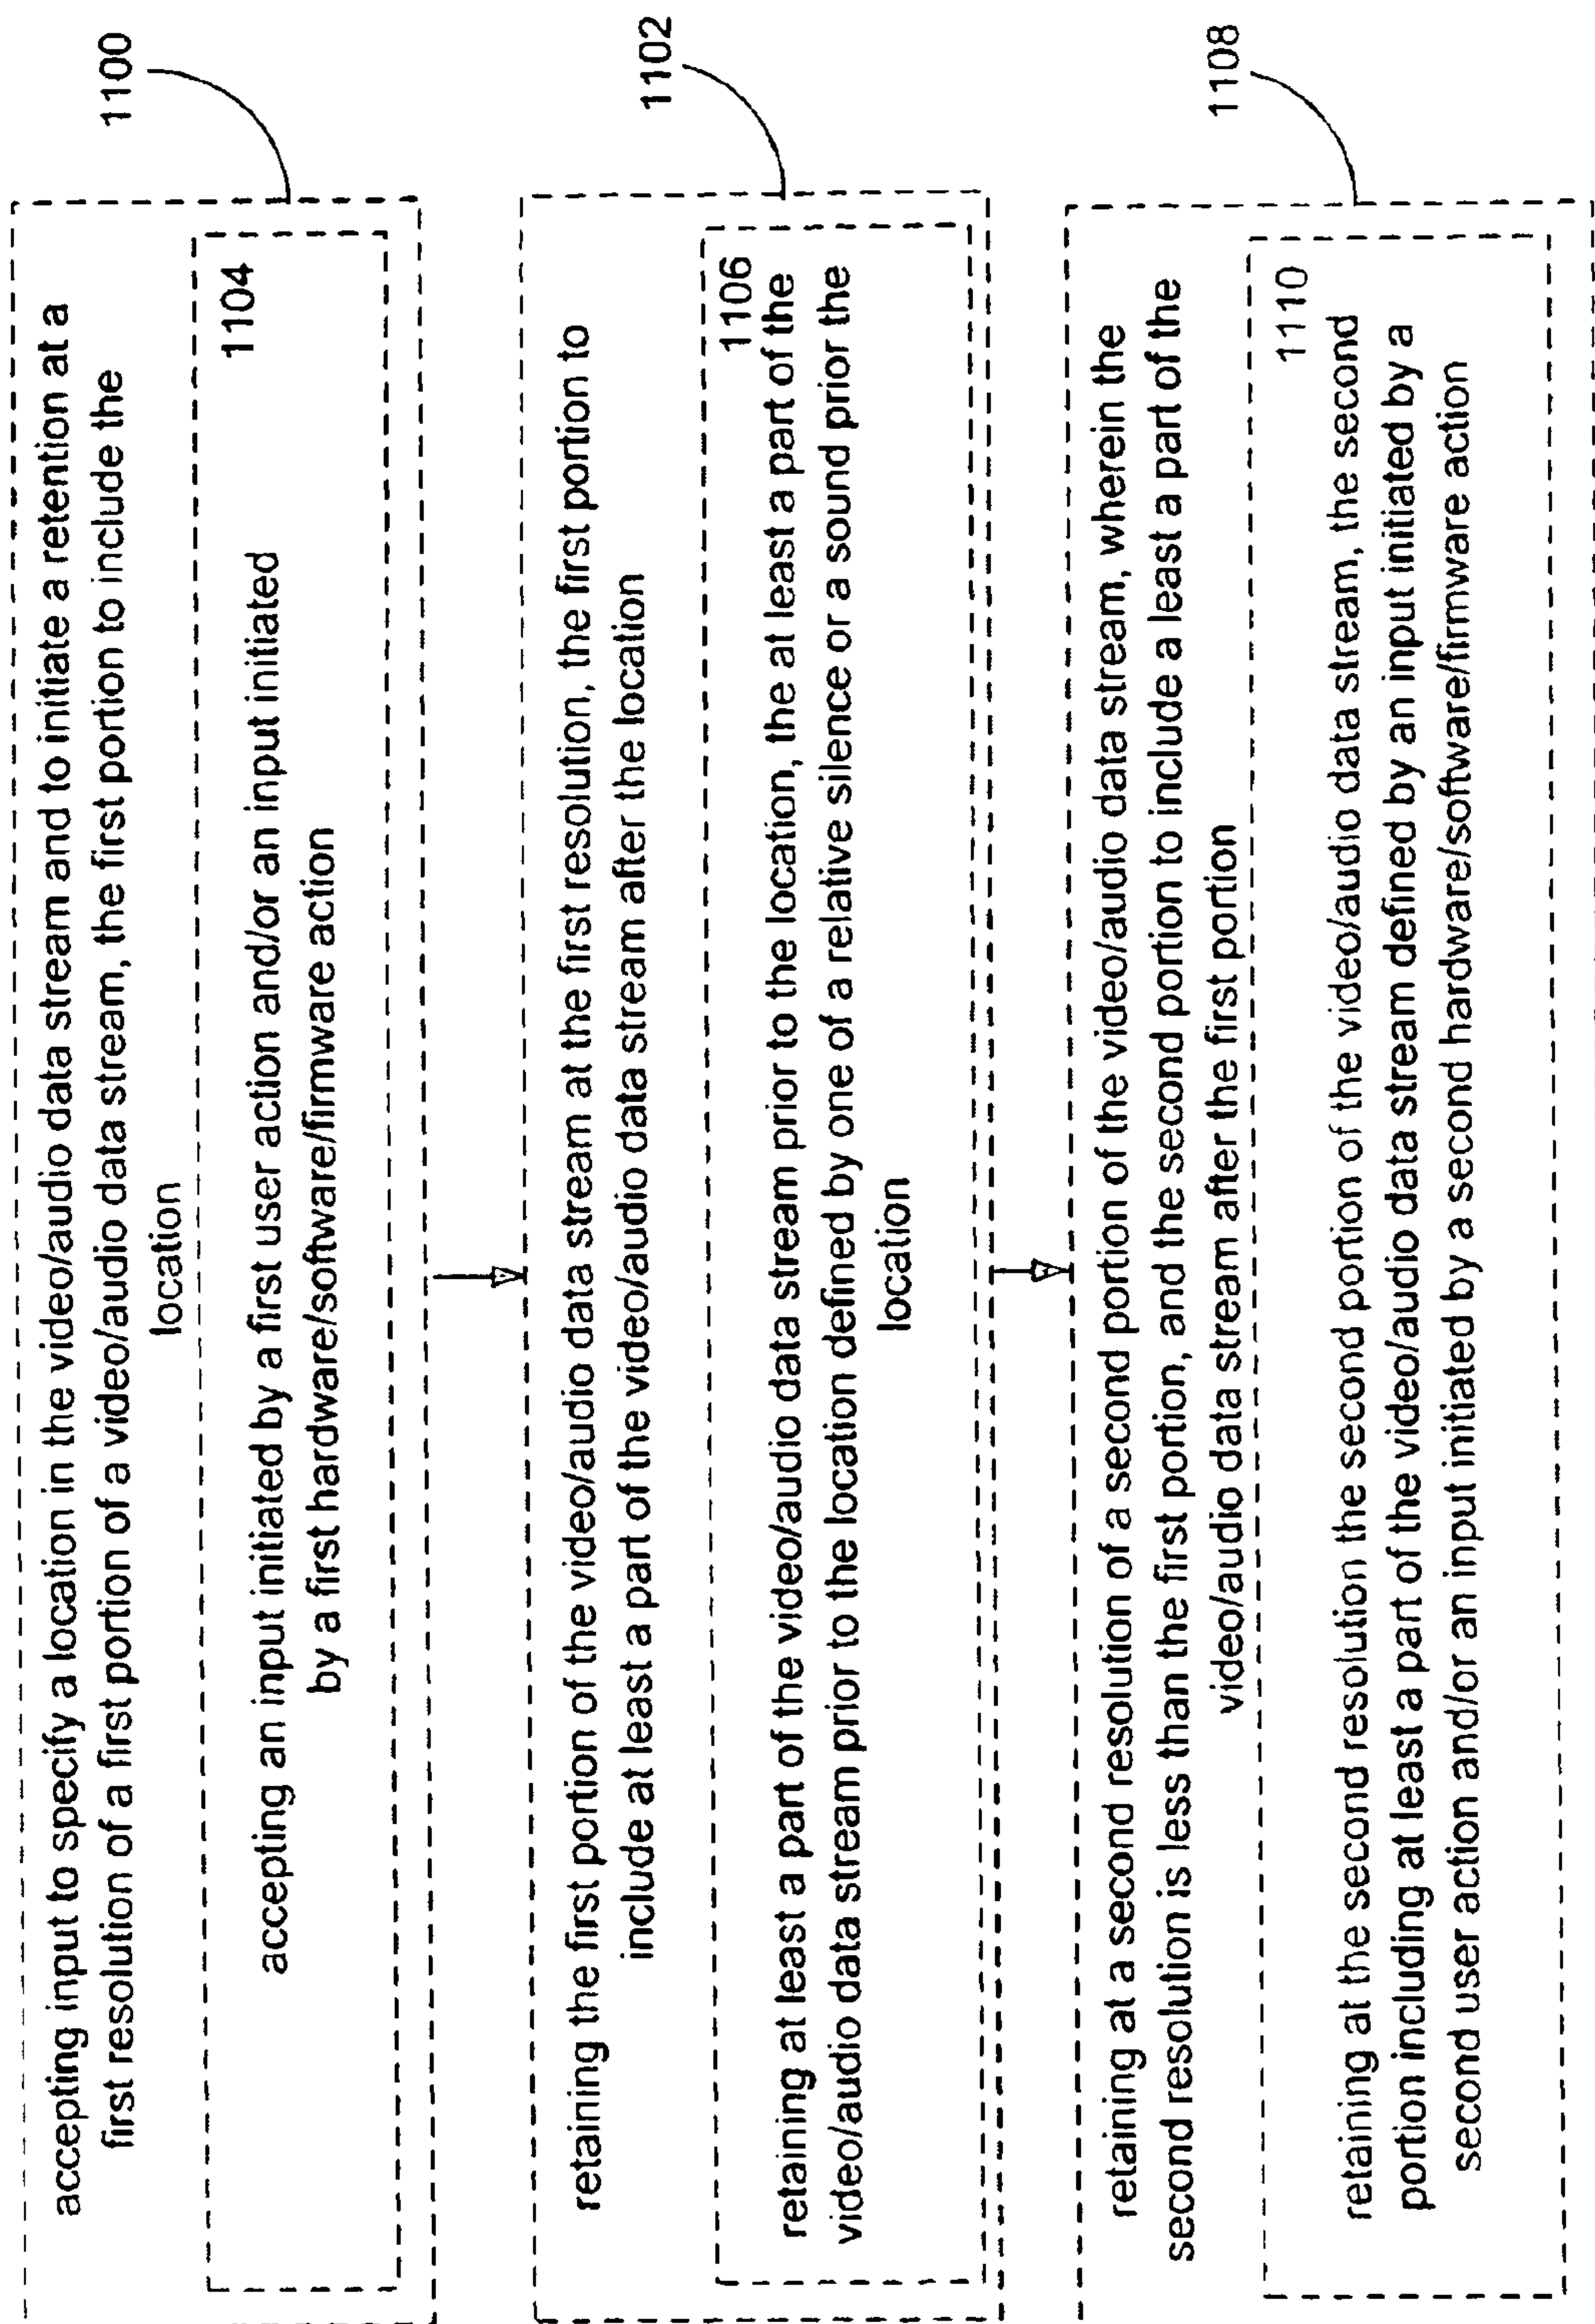 1100
accepting input to specify a location in the video/audio data stream and to initiate a retention at a
first resolution of a first portion of a video/audio data stream, the first portion to include the
location
1104
accepting an input initiated by a first user action and/or an input initiated
by a first hardware/software/firmware action
1102
retaining the first portion of the video/audio data stream at the first resolution, the first portion to
include at least a part of the video/audio data stream after the location
1106
retaining at least a part of the video/audio data stream prior to the location, the at least a part of the
video/audio data stream prior to the location defined by one of a relative silence or a sound prior the
location
1108
retaining at a second resolution of a second portion of the video/audio data stream, wherein the
second resolution is less than the first portion, and the second portion to include a least a part of the
video/audio data stream after the first portion
1110
retaining at the second resolution the second portion of the video/audio data stream, the second
portion including at least a part of the video/audio data stream defined by an input initiated by a
second user action and/or an input initiated by a second hardware/software/firmware action